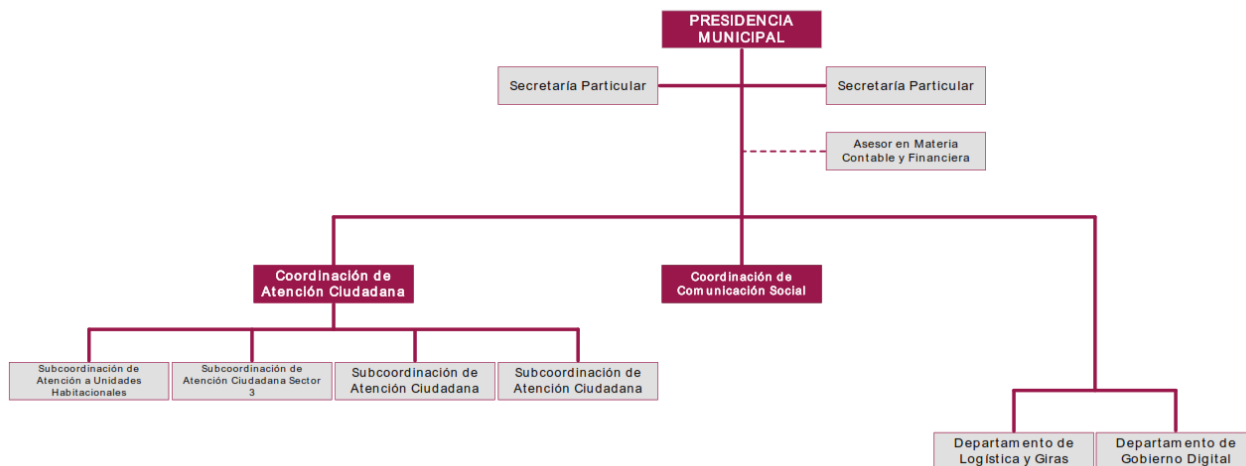 PRESIDENCIA
MUNICIPAL
Secretaría Particular
Secretaría Particular
Asesor en Materia
Contable y Financiera
Coordinación de
Atención Ciudadana
Coordinación de
Comunicación Social
Subcoordinación de
Atención a Unidades
Habitacionales
Subcoordinación de
Atención Ciudadana Sector
3
Subcoordinación de
Atención Ciudadana
Subcoordinación de
Atención Ciudadana
Departamento de
Logística y Giras
Departamento de
Gobierno Digital